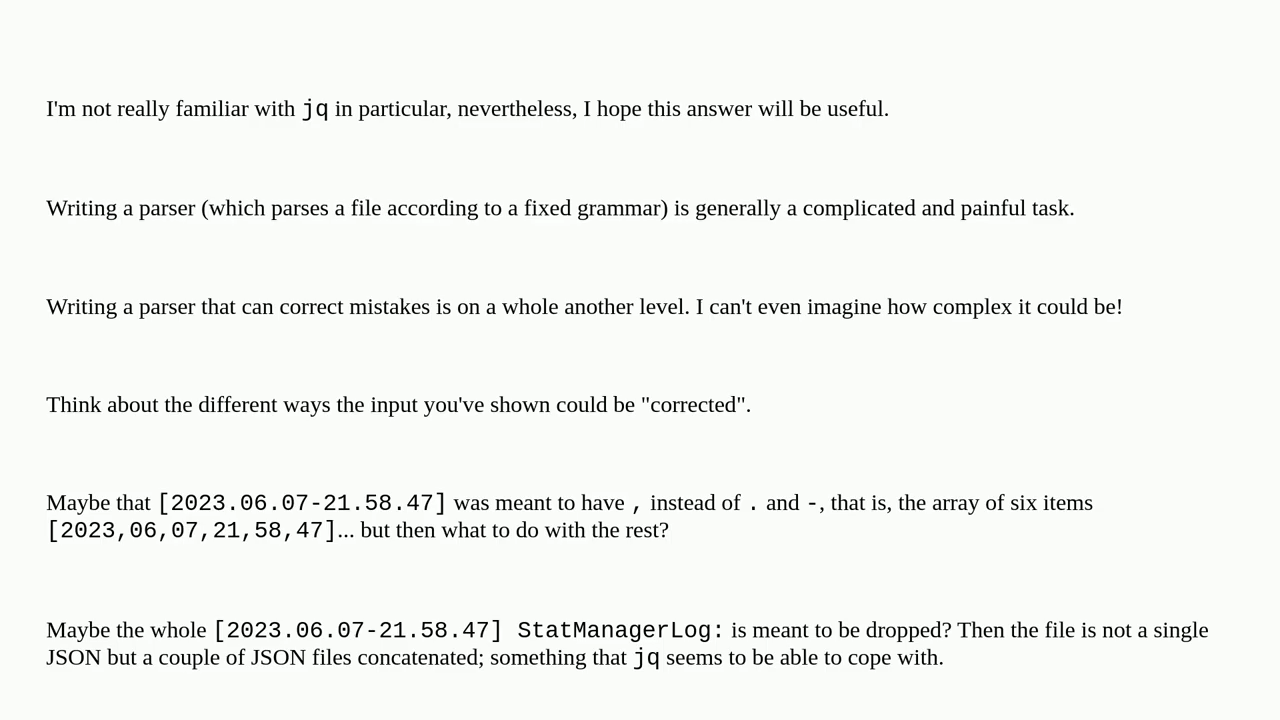 I'm not really familiar with jq in particular, nevertheless, I hope this answer will be useful.
Writing a parser (which parses a file according to a fixed grammar) is generally a complicated and painful task.
Writing a parser that can correct mistakes is on a whole another level. I can't even imagine how complex it could be!
Think about the different ways the input you've shown could be "corrected".
Maybe that [2023.06.07-21.58.47] was meant to have , instead of . and -, that is, the array of six items
[2023,06,07,21,58,47]... but then what to do with the rest?
Maybe the whole [2023.06.07-21.58.47] StatManagerLog: is meant to be dropped? Then the file is not a single
JSON but a couple of JSON files concatenated; something that jq seems to be able to cope with.